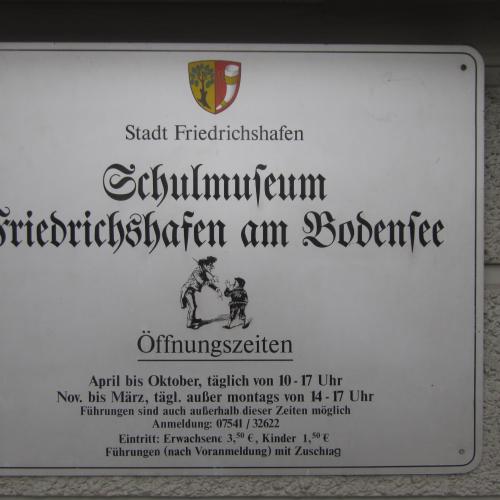 Stadt Friedrichshafen
Schulmuſeum
Friedrichshafen am Bodenſee
Öffnungszeiten
April bis Oktober, täglich von 10 - 17 Uhr
Nov. bis März, tägl. außer montags von 14 - 17 Uhr
Führungen sind auch außerhalb dieser Zeiten möglich
Anmeldung: 07541 / 32622
Eintritt: Erwachsene 3,50 €, Kinder 1,50 €
Führungen (nach Voranmeldung) mit Zuschlag